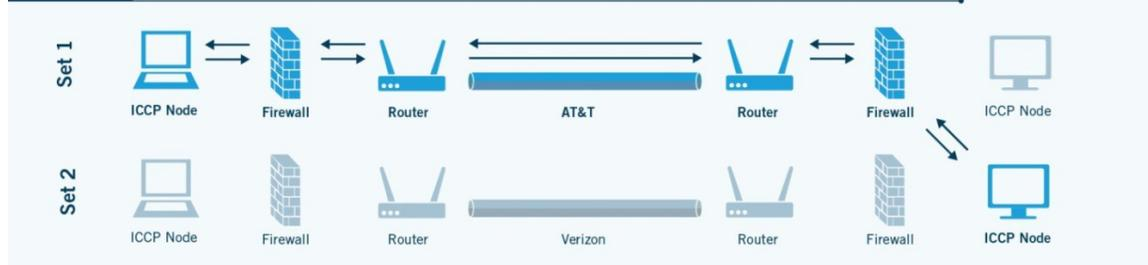 Set 1
ICCP Node
Firewall
Router
AT&T
Router
Firewall
ICCP Node
Set 2
ICCP Node
Firewall
Router
Verizon
Router
Firewall
ICCP Node